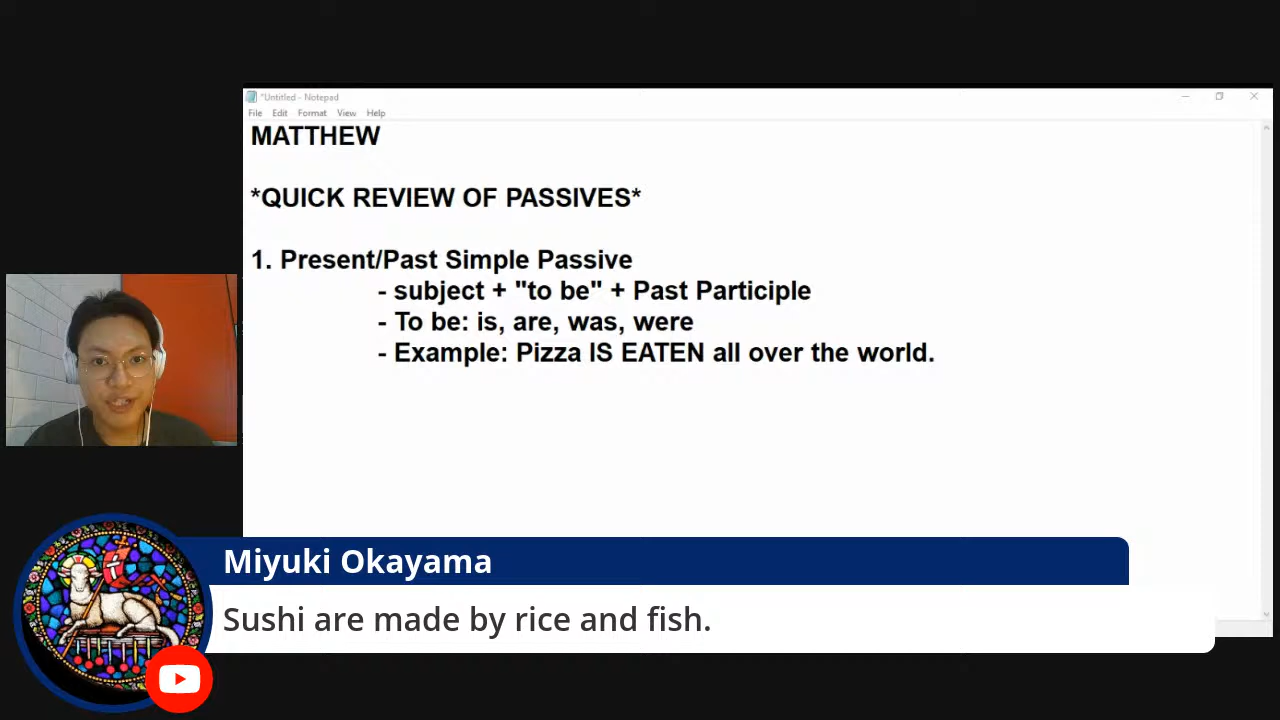 *Untitled - Notepad
File Edit Format View Help
MATTHEW
*QUICK REVIEW OF PASSIVES*
1. Present/Past Simple Passive
- subject + "to be" + Past Participle
- To be: is, are, was, were
- Example: Pizza IS EATEN all over the world.
Miyuki Okayama
Sushi are made by rice and fish.